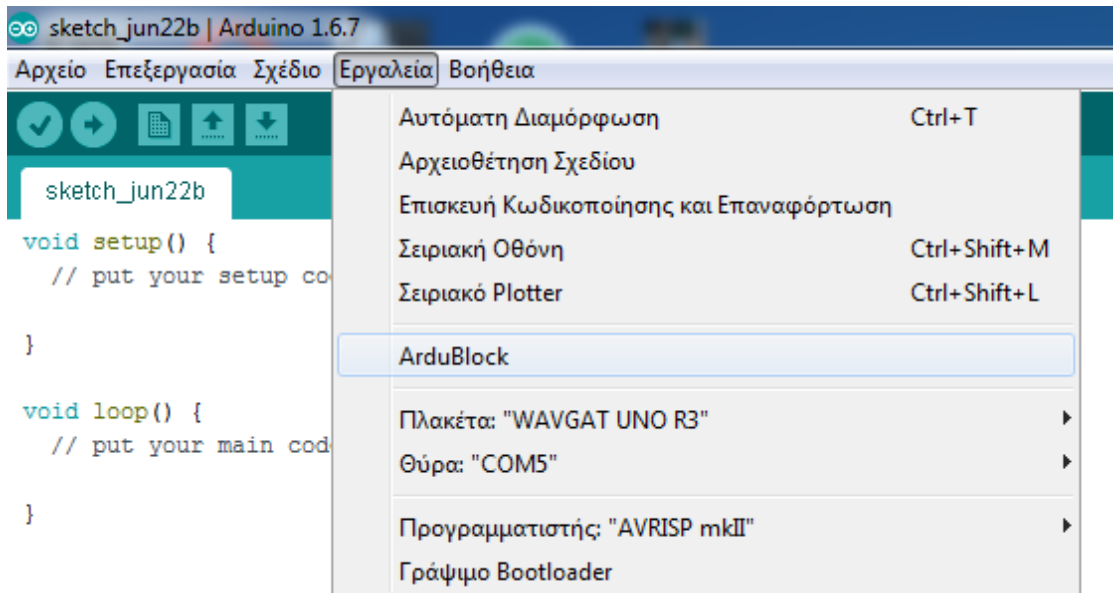 sketch_jun22b | Arduino 1.6.7
Αρχείο Επεξεργασία Σχέδιο Εργαλεία Βοήθεια
Αυτόματη Διαμόρφωση Ctrl+T
Αρχειοθέτηση Σχεδίου
sketch_jun22b
Επισκευή Κωδικοποίησης και Επαναφόρτωση
void setup() {
Σειριακή Οθόνη Ctrl+Shift+M
// put your setup co
Σειριακό Plotter Ctrl+Shift+L
}
ArduBlock
void loop() {
Πλακέτα: "WAVGAT UNO R3"
// put your main cod
Θύρα: "COM5"
}
Προγραμματιστής: "AVRISP mkII"
Γράψιμο Bootloader